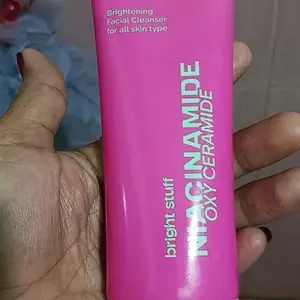 Brightening
Facial Cleanser
for all skin type
bright stuff
NIACINAMIDE
OXY CERAMIDE